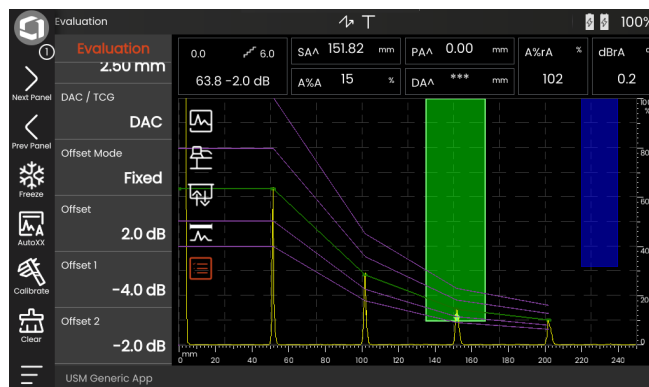 Evaluation
100%
1
Evaluation
2.50 mm
0.0
6.0
63.8 -2.0 dB
SA^ 151.82 mm
PA^ 0.00 mm
A%rA %
102
dBrA
0.2
A%A 15 %
DA^ *** mm
Next Panel
Prev Panel
Freeze
AutoXX
Calibrate
Clear
DAC / TCG
DAC
Offset Mode
Fixed
Offset
2.0 dB
Offset 1
-4.0 dB
Offset 2
-2.0 dB
80
60
40
20
0
mm 20 40 60 80 100 120 140 160 180 200 220 240
USM Generic App